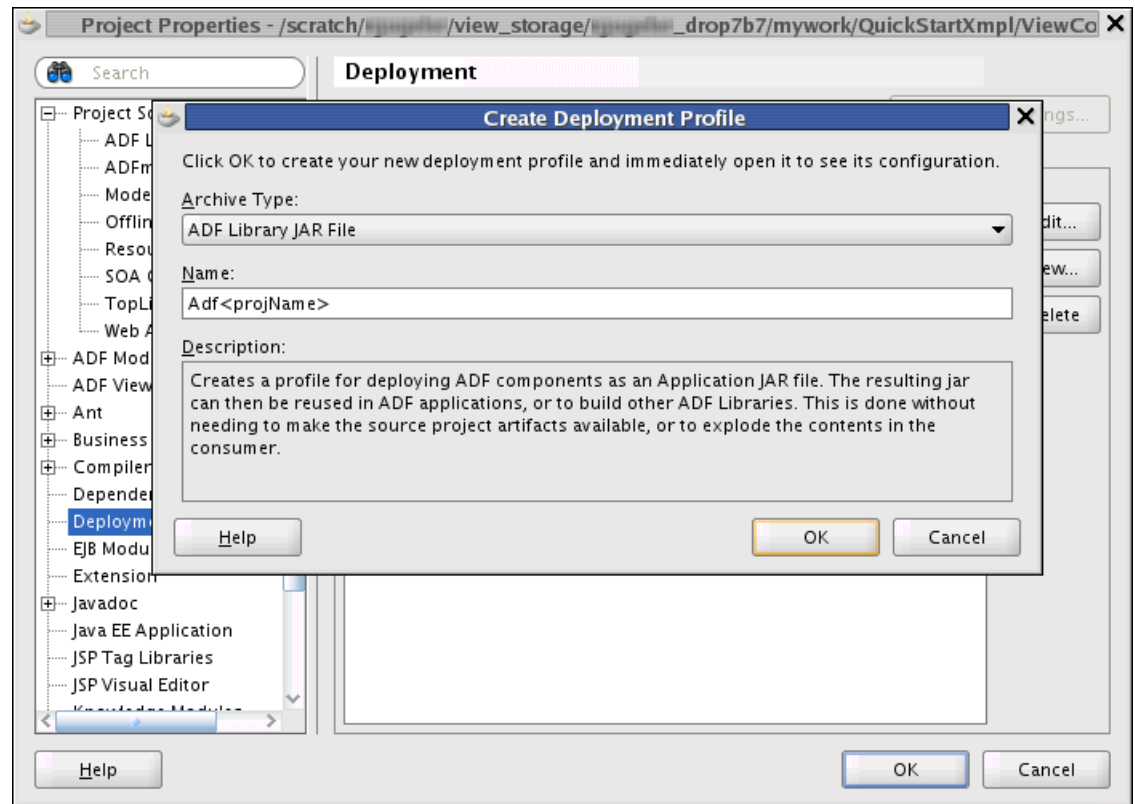 Project Properties - /scratch/ /view_storage/ _drop7b7/mywork/QuickStartXmpl/ViewCo
Search
Deployment
Project Sc
ngs...
Create Deployment Profile
Click OK to create your new deployment profile and immediately open it to see its configuration.
Archive Type:
ADF Library JAR File
Name:
Adf<projName>
Description:
Creates a profile for deploying ADF components as an Application JAR file. The resulting jar
can then be reused in ADF applications, or to build other ADF Libraries. This is done without
needing to make the source project artifacts available, or to explode the contents in the
consumer.
Help
OK
Cancel
ADF L
ADFm
Mode
Offlin
Resou
SOA
TopLi
Web A
ADF Mod
ADF View
Ant
Business
Compiler
Depende
Deploym
EJB Modu
Extension
Javadoc
Java EE Application
JSP Tag Libraries
JSP Visual Editor
Knowledge Modules
dit...
ew...
elete
Help
OK
Cancel